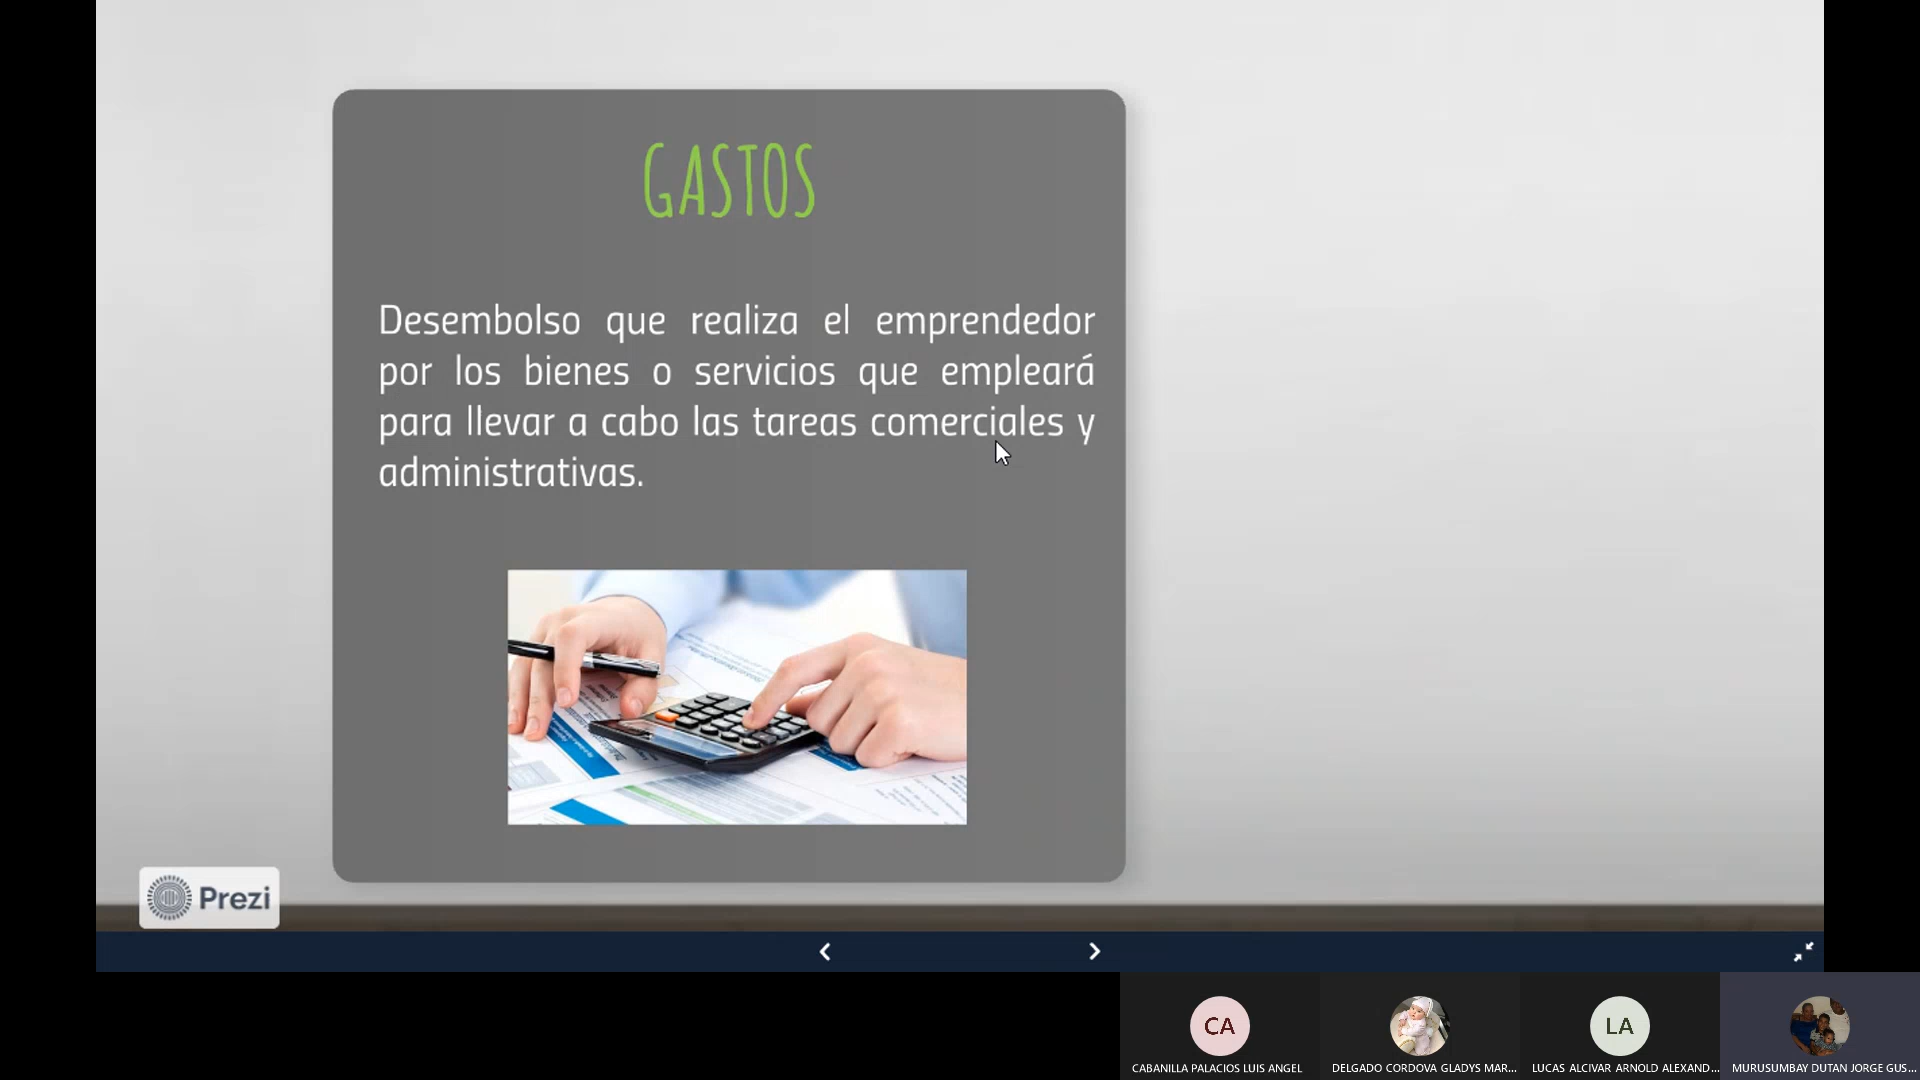 GASTOS
Desembolso que realiza el emprendedor
por los bienes o servicios que empleará
para llevar a cabo las tareas comerciales y
administrativas.
Prezi
CA
LA
CABANILLA PALACIOS LUIS ANGEL
DELGADO CORDOVA GLADYS MAR...
LUCAS ALCIVAR ARNOLD ALEXAND...
MURUSUMBAY DUTAN JORGE GUS...